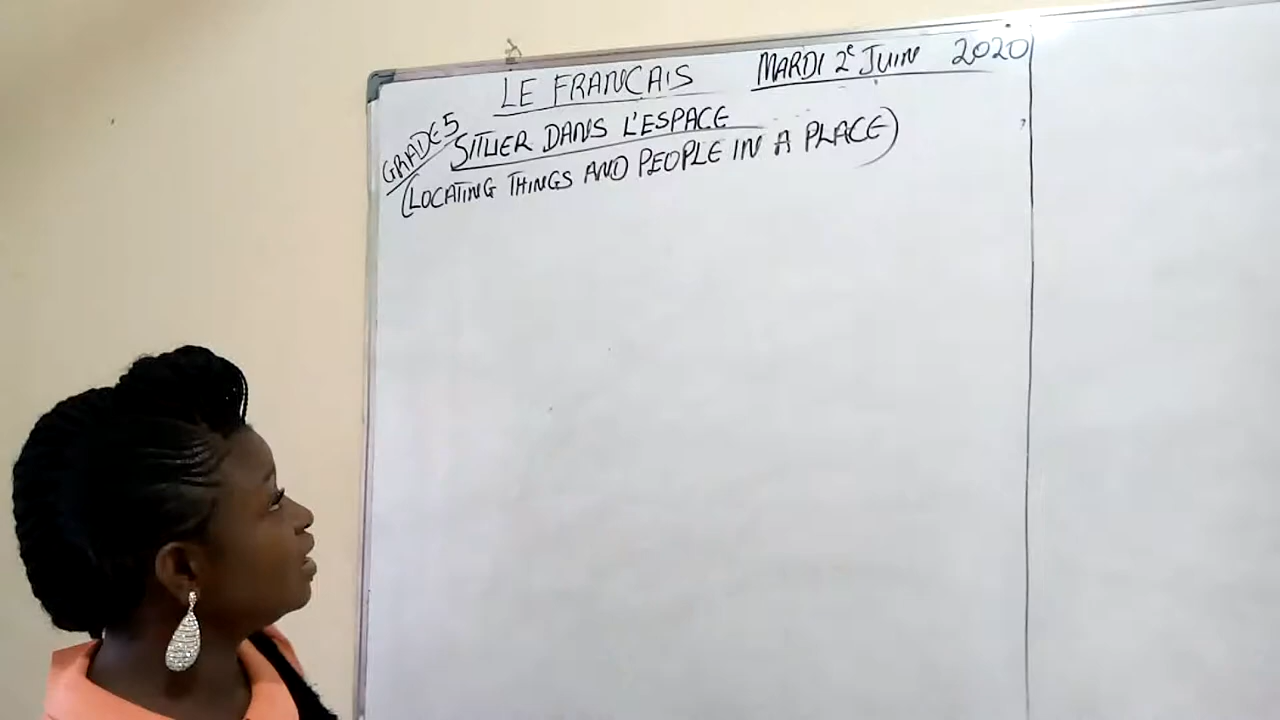 LE FRANCAIS MARDI 2e JUIN 2020
GRADE 5
SITUER DANS L'ESPACE
(LOCATING THINGS AND PEOPLE IN A PLACE)